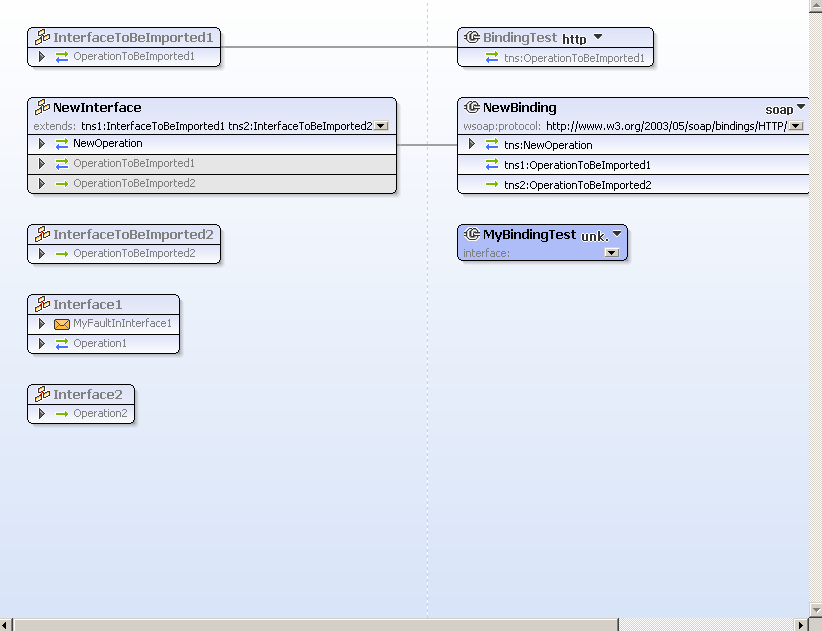 InterfaceToBeImported1
OperationToBeImported1
BindingTest http
tns:OperationToBeImported1
NewInterface
extends: tns1:InterfaceToBeImported1 tns2:InterfaceToBeImported2
NewOperation
OperationToBeImported1
OperationToBeImported2
NewBinding soap
wsoap:protocol: http://www.w3.org/2003/05/soap/bindings/HTTP/
tns:NewOperation
tns1:OperationToBeImported1
tns2:OperationToBeImported2
InterfaceToBeImported2
OperationToBeImported2
MyBindingTest unk.
interface:
Interface1
MyFaultInInterface1
Operation1
Interface2
Operation2